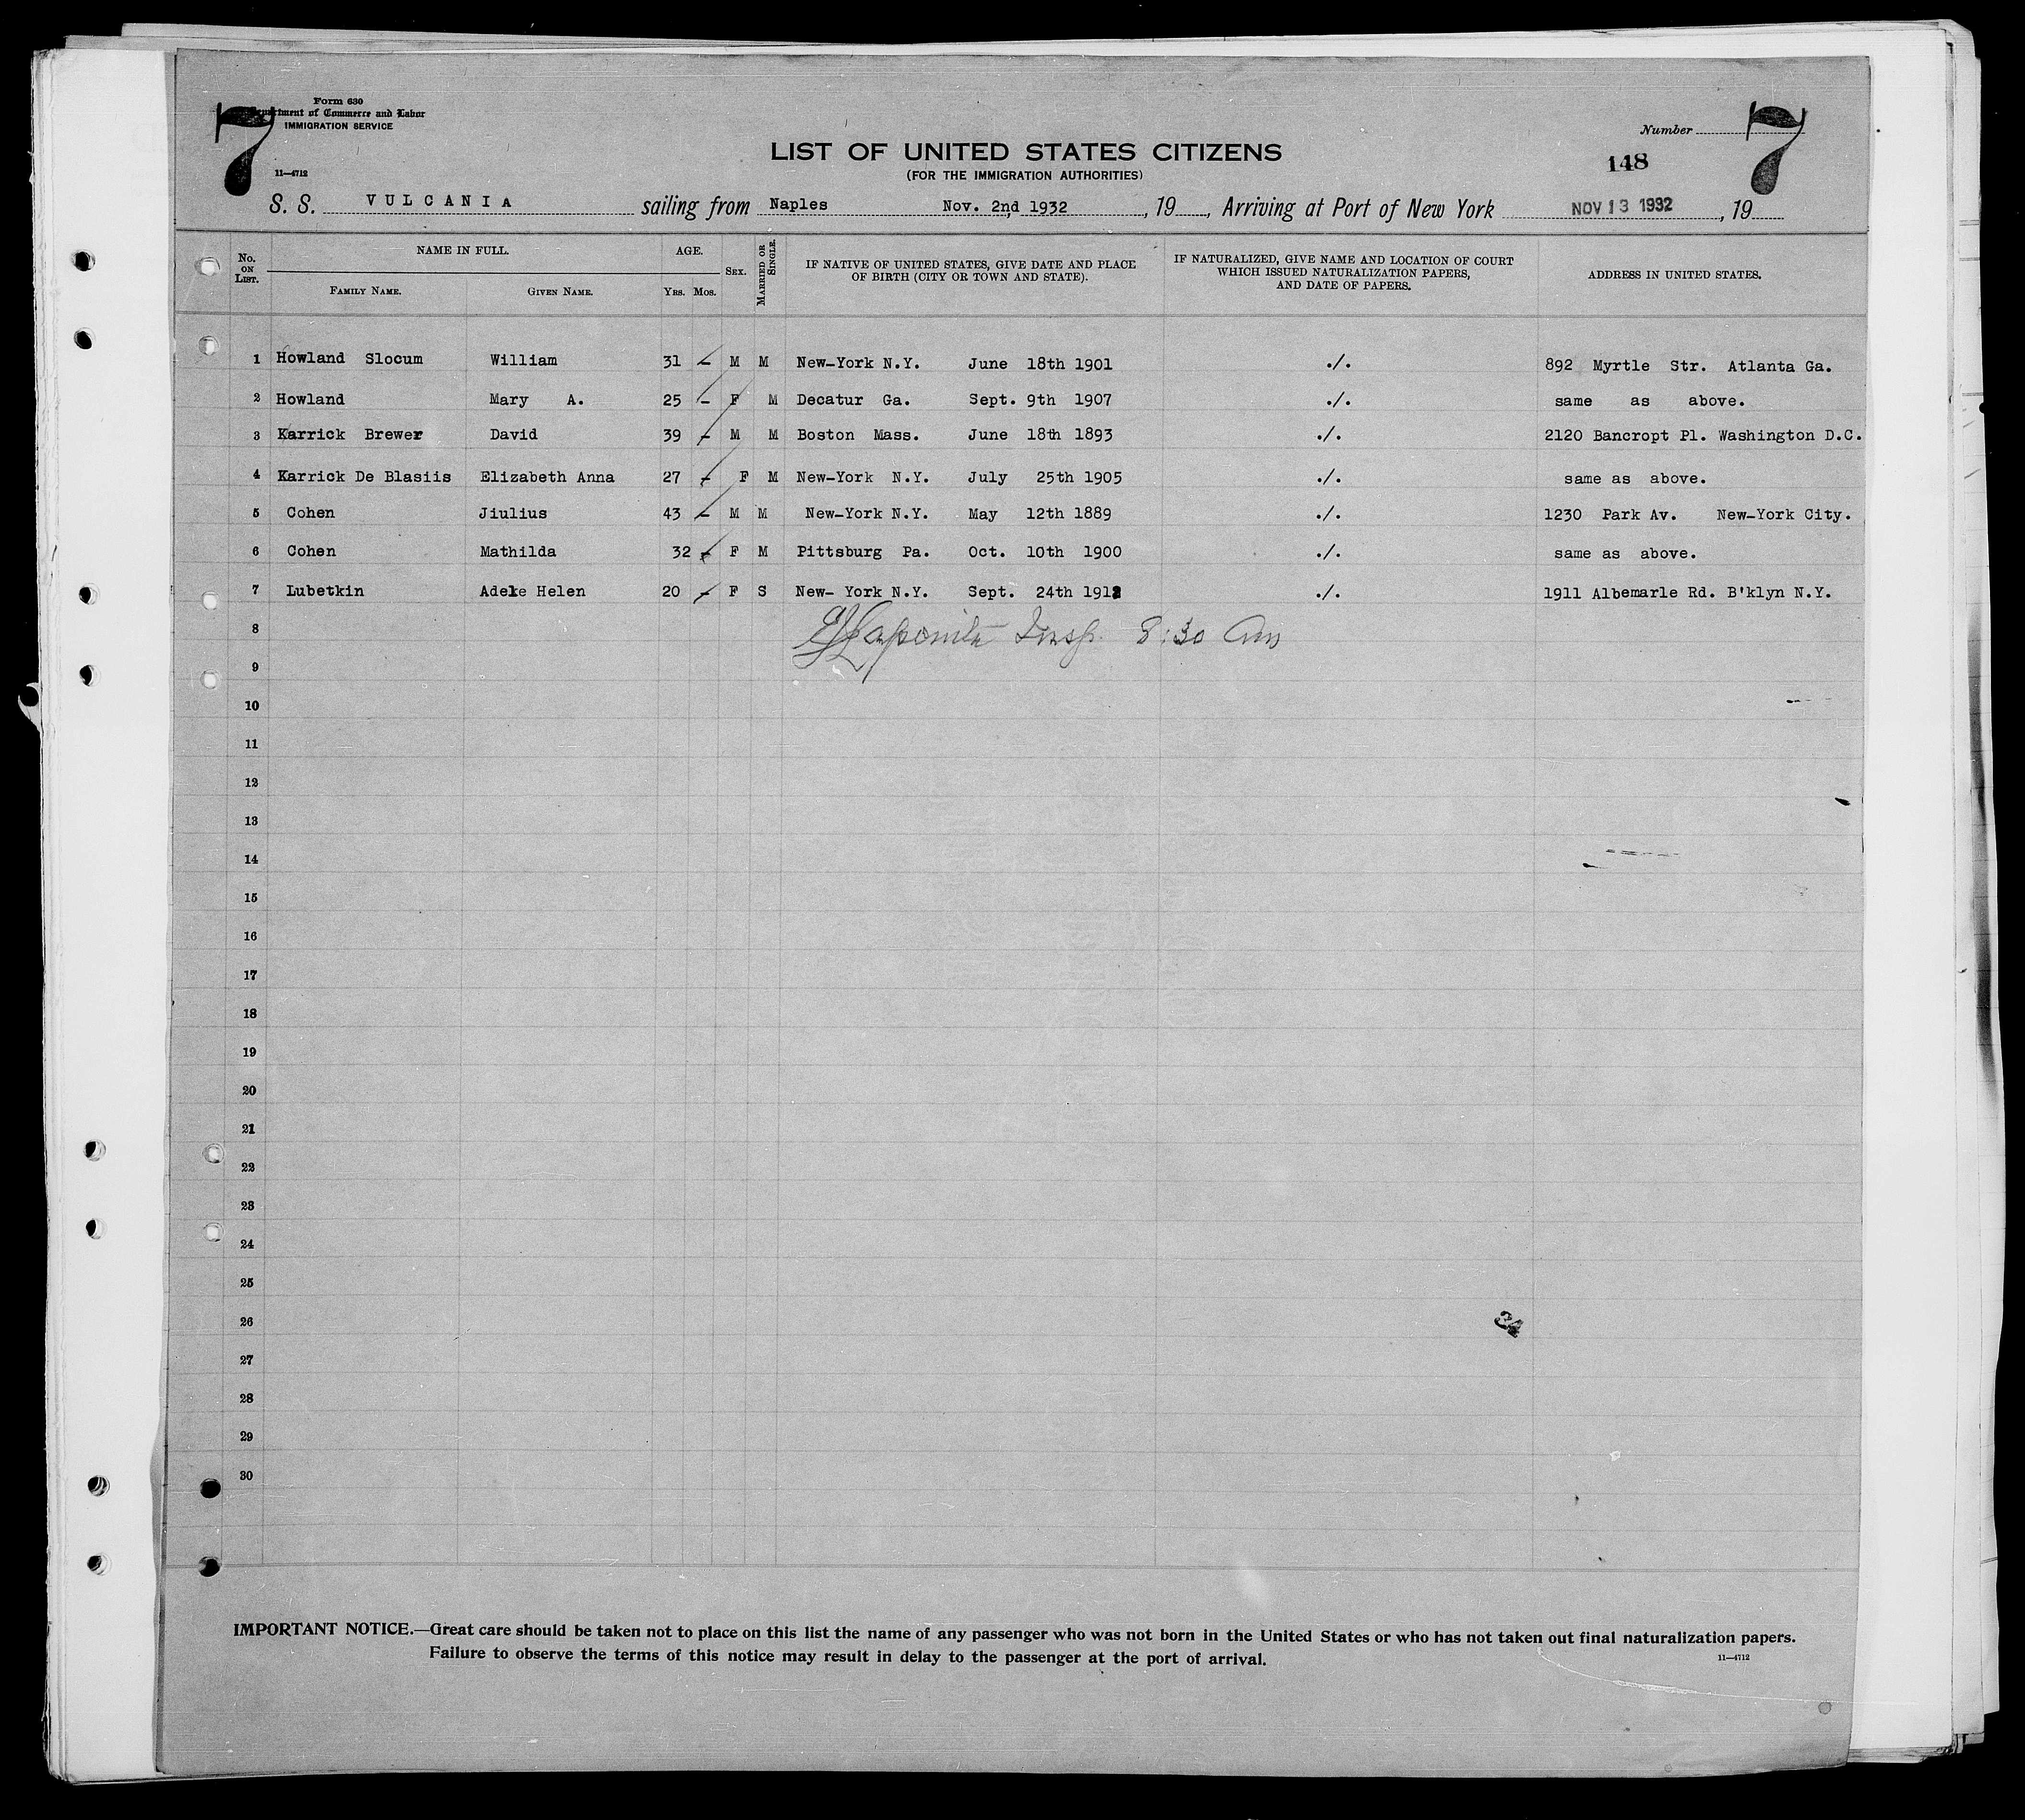 7
Form 630
Department of Commerce and Labor
IMMIGRATION SERVICE
11—4712
Number
7
148
LIST OF UNITED STATES CITIZENS
(FOR THE IMMIGRATION AUTHORITIES)
S. S. VULCANIA sailing from Naples Nov. 2nd 1932, 19, Arriving at Port of New York NOV 13 1932, 19
No. ON LIST. NAME IN FULL. AGE. SEX. MARRIED OR SINGLE. IF NATIVE OF UNITED STATES, GIVE DATE AND PLACE OF BIRTH (CITY OR TOWN AND STATE). IF NATURALIZED, GIVE NAME AND LOCATION OF COURT WHICH ISSUED NATURALIZATION PAPERS, AND DATE OF PAPERS. ADDRESS IN UNITED STATES.
FAMILY NAME. GIVEN NAME. YRS. MOS.
1 Howland Slocum William 31 – M M New-York N.Y. June 18th 1901 ./. 892 Myrtle Str. Atlanta Ga.
2 Howland Mary A. 25 – F M Decatur Ga. Sept. 9th 1907 ./. same as above.
3 Karrick Brewer David 39 – M M Boston Mass. June 18th 1893 ./. 2120 Bancropt Pl. Washington D.C.
4 Karrick De Blasiis Elizabeth Anna 27 – F M New-York N.Y. July 25th 1905 ./. same as above.
5 Cohen Jiulius 43 – M M New-York N.Y. May 12th 1889 ./. 1230 Park Av. New-York City.
6 Cohen Mathilda 32 – F M Pittsburg Pa. Oct. 10th 1900 ./. same as above.
7 Lubetkin Adele Helen 20 – F S New- York N.Y. Sept. 24th 1912 ./. 1911 Albemarle Rd. B'klyn N.Y.
8 Insp. 8:30 Am
9
10
11
12
13
14
15
16
17
18
19
20
21
22
23
24
25
26
24
27
28
29
30
IMPORTANT NOTICE.—Great care should be taken not to place on this list the name of any passenger who was not born in the United States or who has not taken out final naturalization papers.
Failure to observe the terms of this notice may result in delay to the passenger at the port of arrival.
11—4712